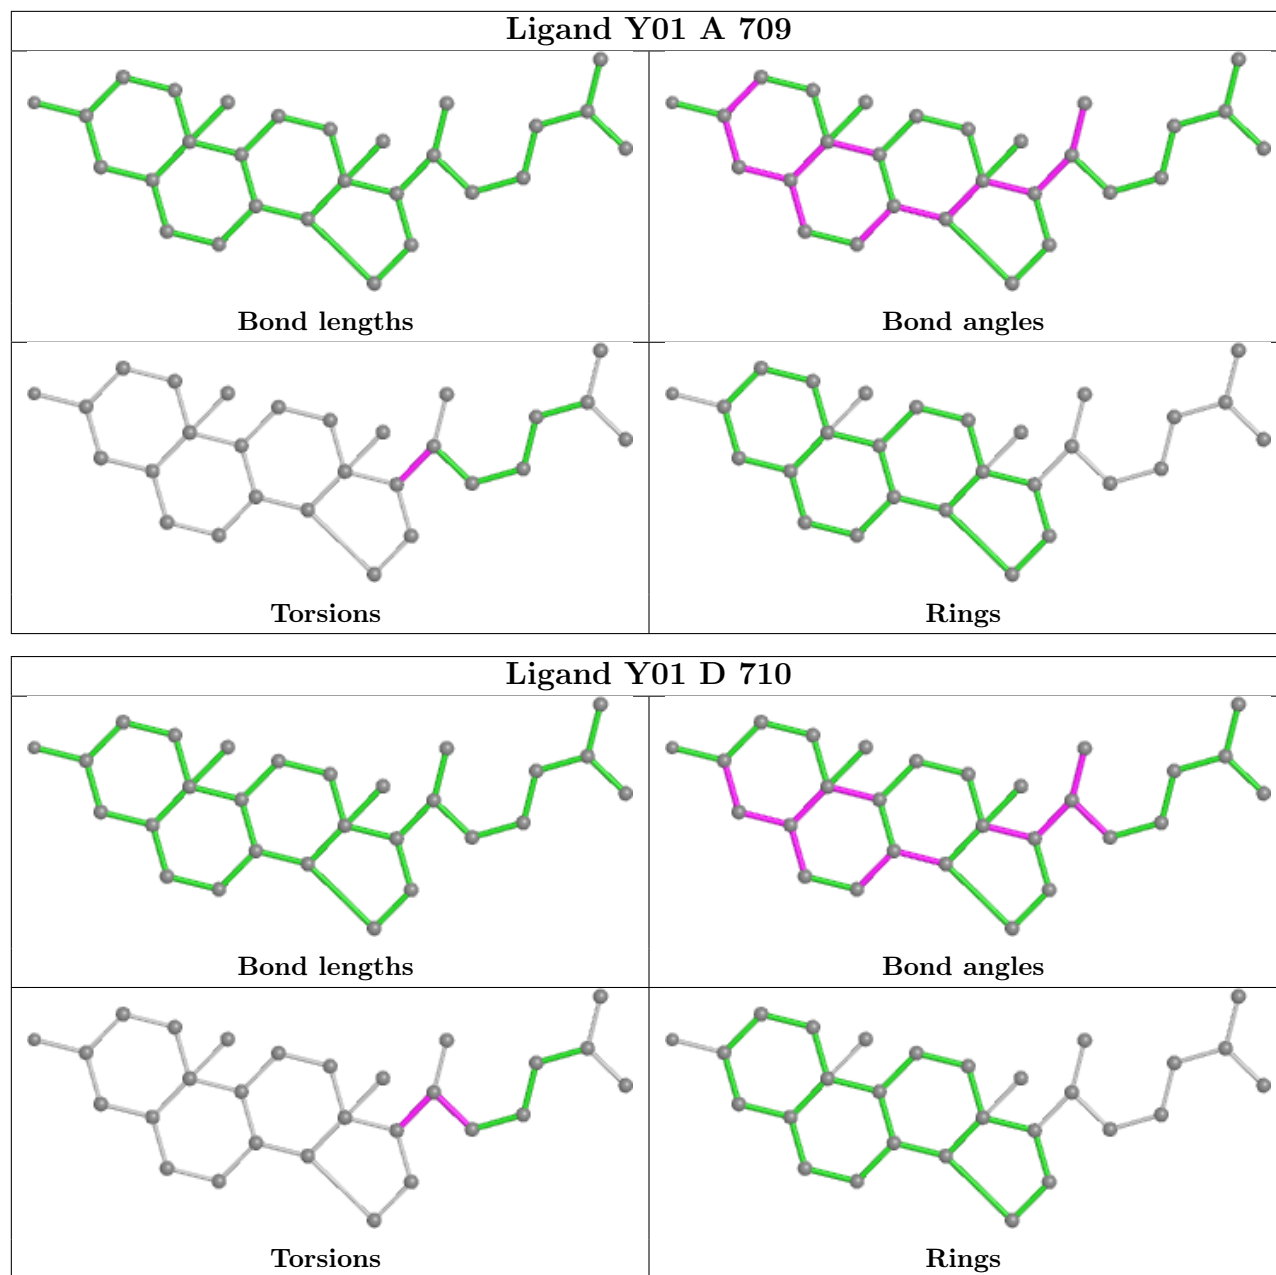 Ligand Y01 A 709
Bond lengths
Bond angles
Torsions
Rings
Ligand Y01 D 710
Bond lengths
Bond angles
Torsions
Rings